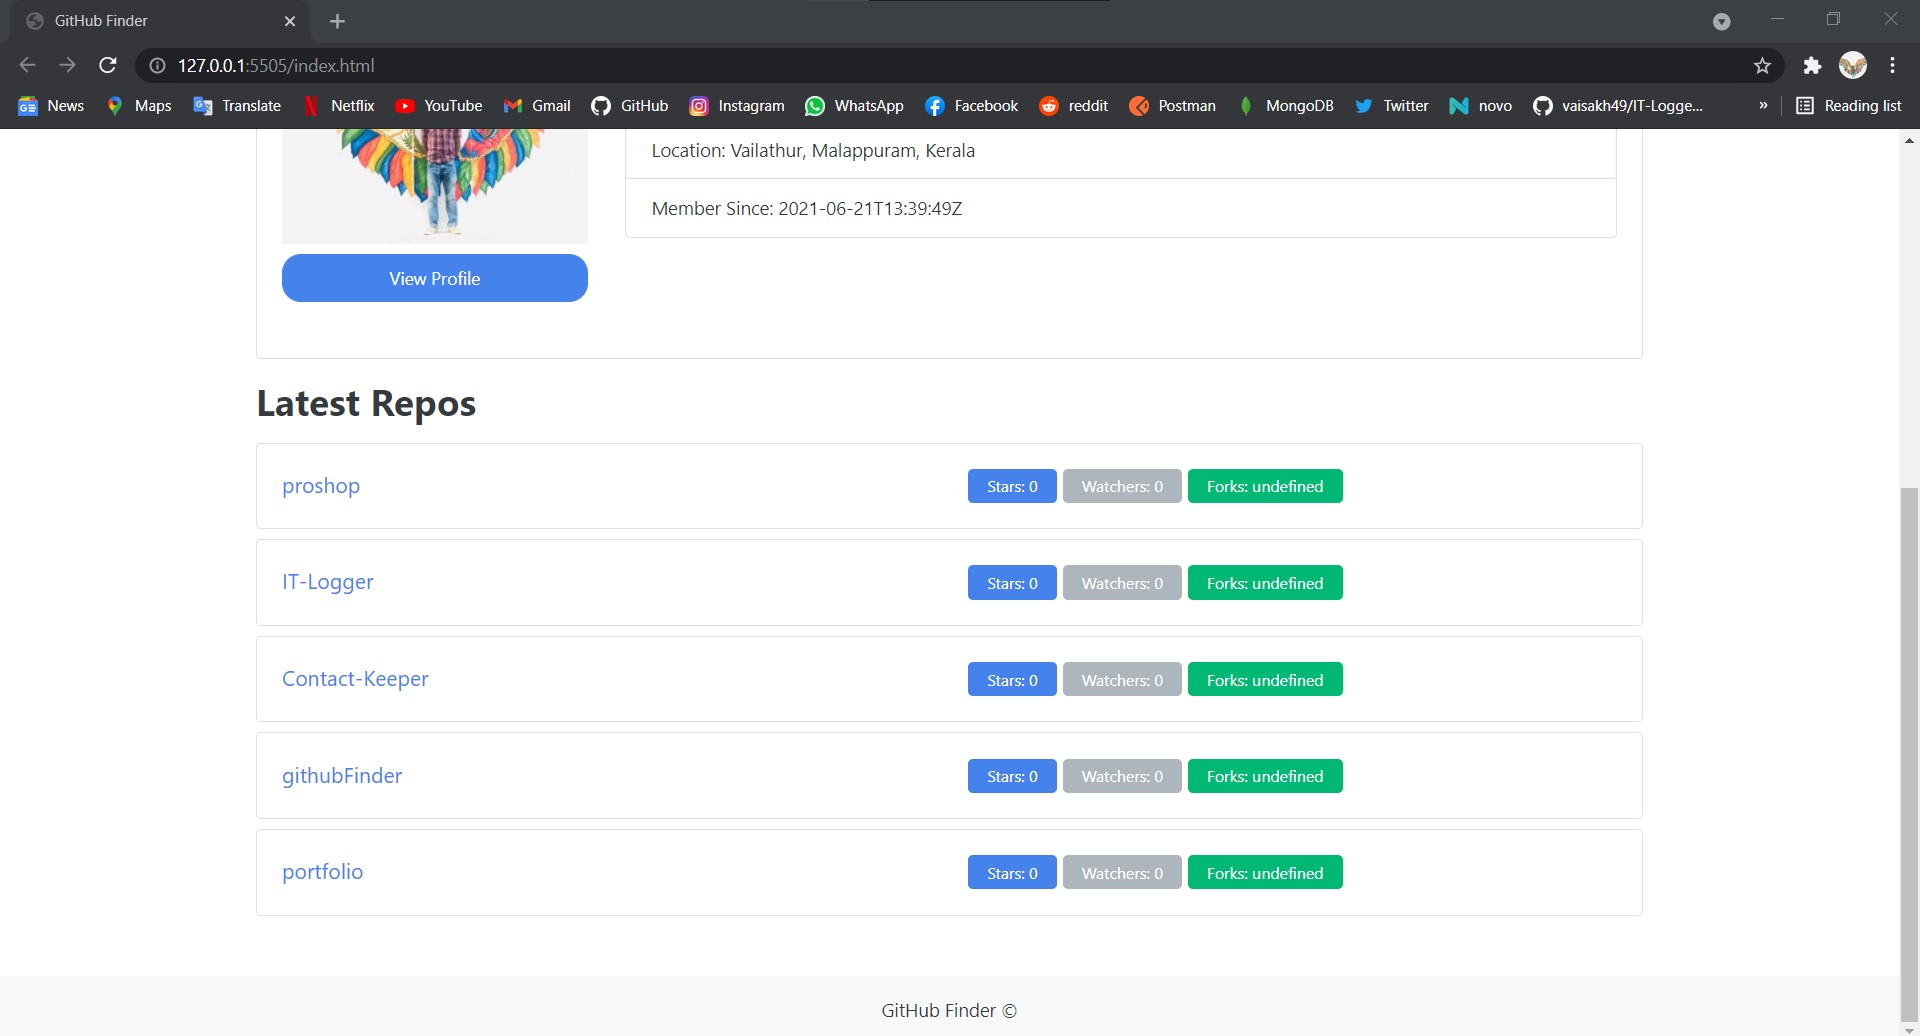 GitHub Finder
127.0.0.1:5505/index.html
News Maps Translate Netflix YouTube Gmail GitHub Instagram WhatsApp Facebook reddit Postman MongoDB Twitter novo vaisakh49/IT-Logge... » Reading list
Location: Vailathur, Malappuram, Kerala
Member Since: 2021-06-21T13:39:49Z
View Profile
Latest Repos
proshop Stars: 0 Watchers: 0 Forks: undefined
IT-Logger Stars: 0 Watchers: 0 Forks: undefined
Contact-Keeper Stars: 0 Watchers: 0 Forks: undefined
githubFinder Stars: 0 Watchers: 0 Forks: undefined
portfolio Stars: 0 Watchers: 0 Forks: undefined
GitHub Finder ©